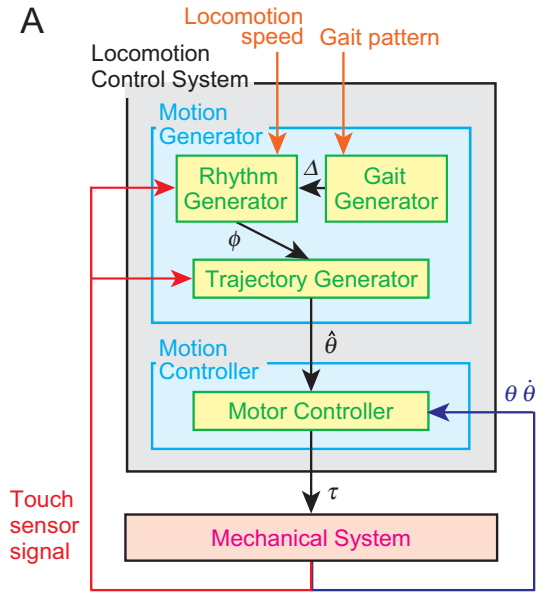 A
Locomotion
speed
Gait pattern
Locomotion
Control System
Motion
Generator
Rhythm
Generator
Δ
Gait
Generator
ϕ
Trajectory Generator
θ̂
Motion
Controller
Motor Controller
θ θ̇
τ
Touch
sensor
signal
Mechanical System